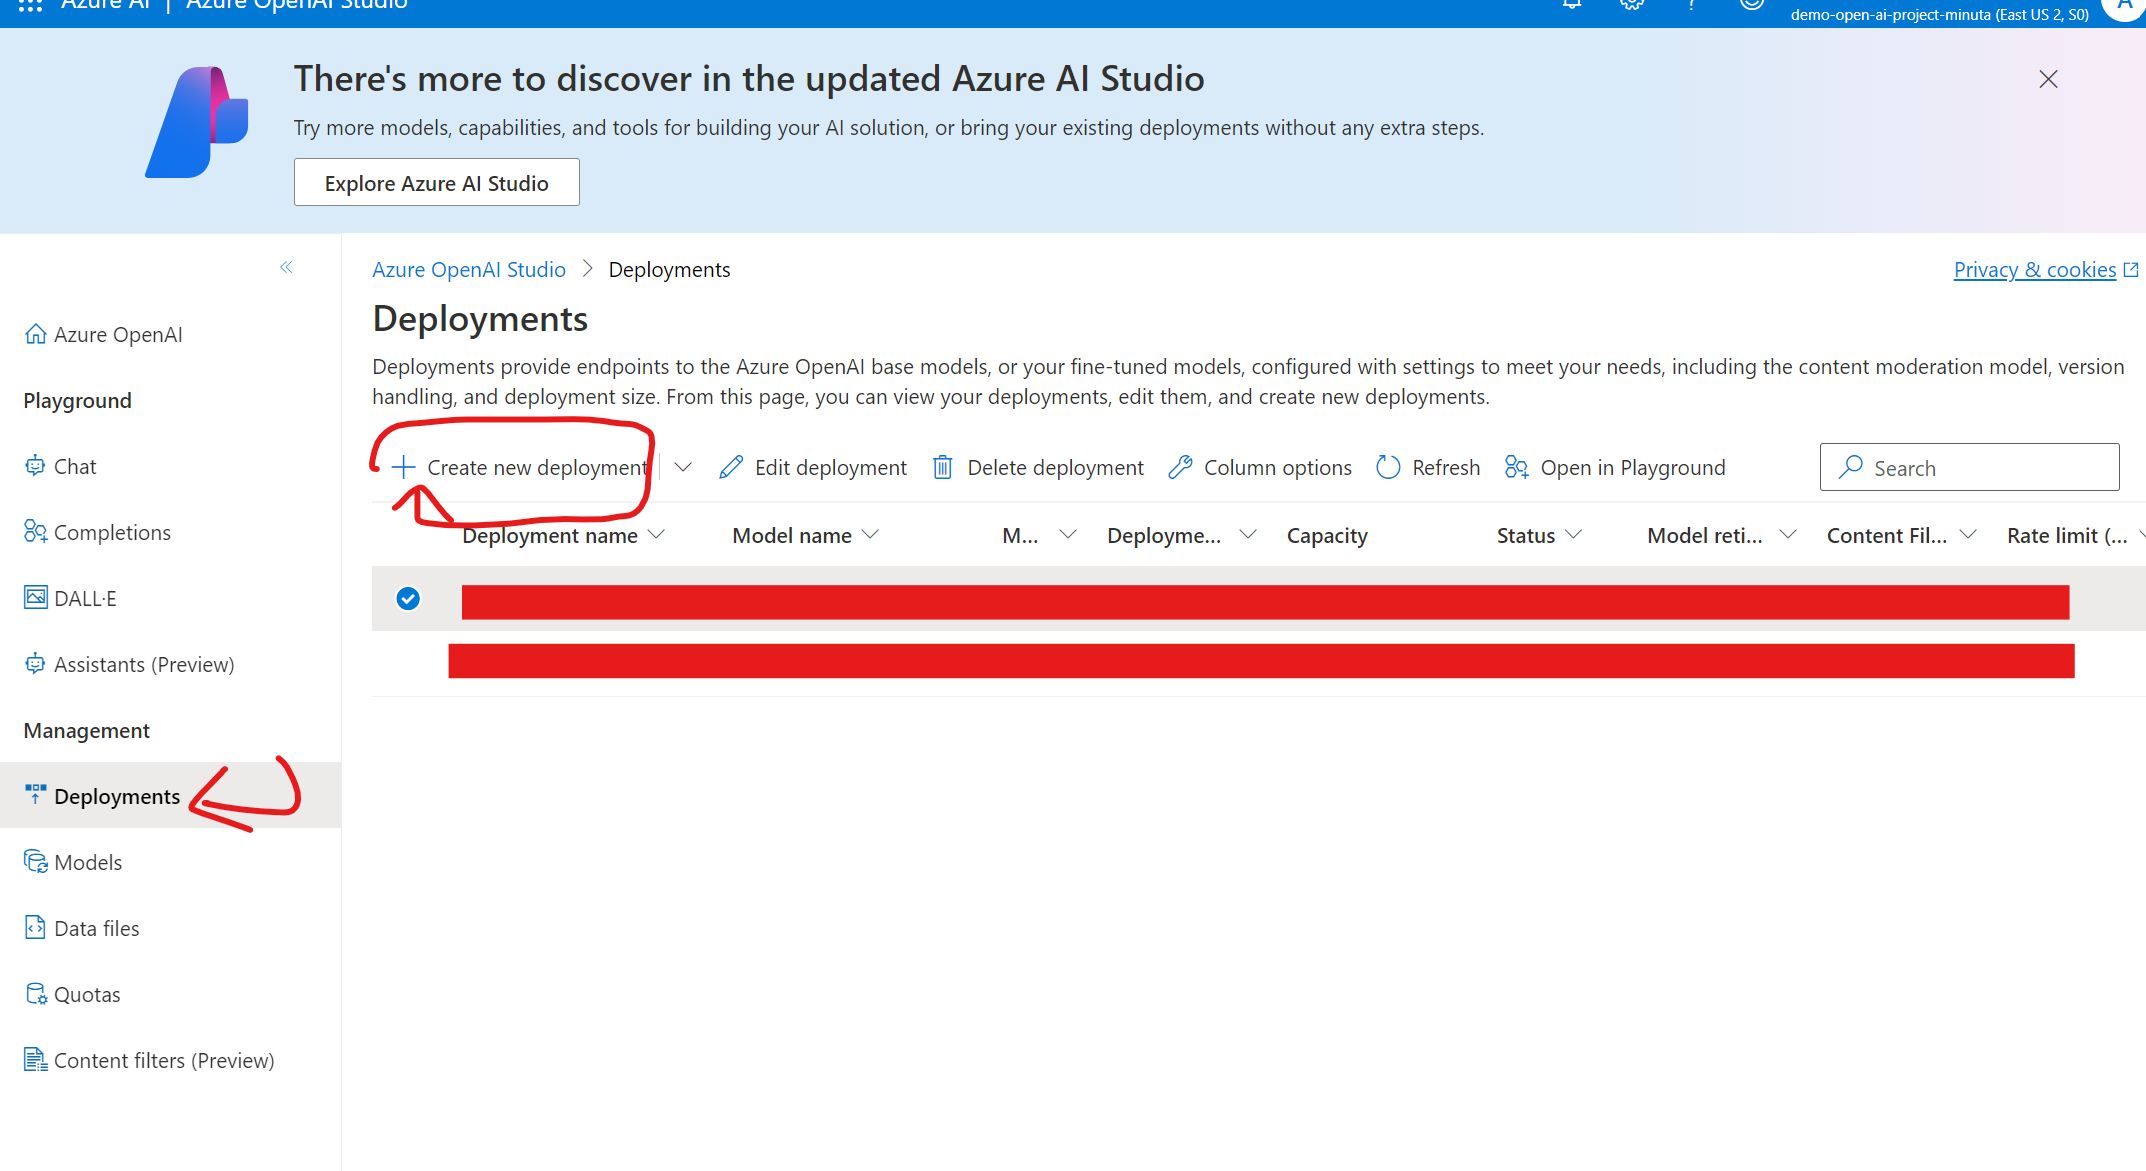 Azure AI | Azure OpenAI Studio
demo-open-ai-project-minuta (East US 2, S0)
A
There's more to discover in the updated Azure AI Studio
Try more models, capabilities, and tools for building your AI solution, or bring your existing deployments without any extra steps.
Explore Azure AI Studio
Azure OpenAI
Playground
Chat
Completions
DALL·E
Assistants (Preview)
Management
Deployments
Models
Data files
Quotas
Content filters (Preview)
Azure OpenAI Studio > Deployments
Privacy & cookies
Deployments
Deployments provide endpoints to the Azure OpenAI base models, or your fine-tuned models, configured with settings to meet your needs, including the content moderation model, version
handling, and deployment size. From this page, you can view your deployments, edit them, and create new deployments.
Create new deployment Edit deployment Delete deployment Column options Refresh Open in Playground Search
Deployment name Model name M... Deployme... Capacity Status Model reti... Content Fil... Rate limit (...